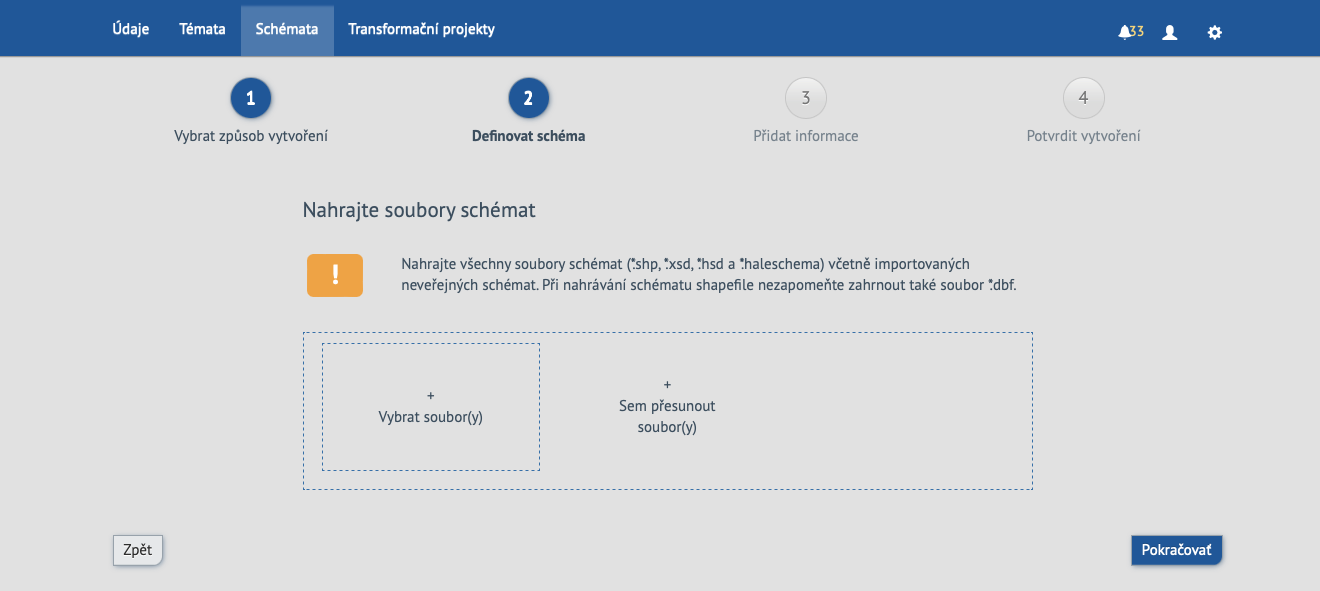 Údaje Témata Schémata Transformační projekty 33
1 2 3 4
Vybrat způsob vytvoření Definovat schéma Přidat informace Potvrdit vytvoření
Nahrajte soubory schémat
! Nahrajte všechny soubory schémat (*.shp, *.xsd, *.hsd a *.haleschema) včetně importovaných
neveřejných schémat. Při nahrávání schématu shapefile nezapomeňte zahrnout také soubor *.dbf.
+
Vybrat soubor(y)
+
Sem přesunout
soubor(y)
Zpět Pokračovať